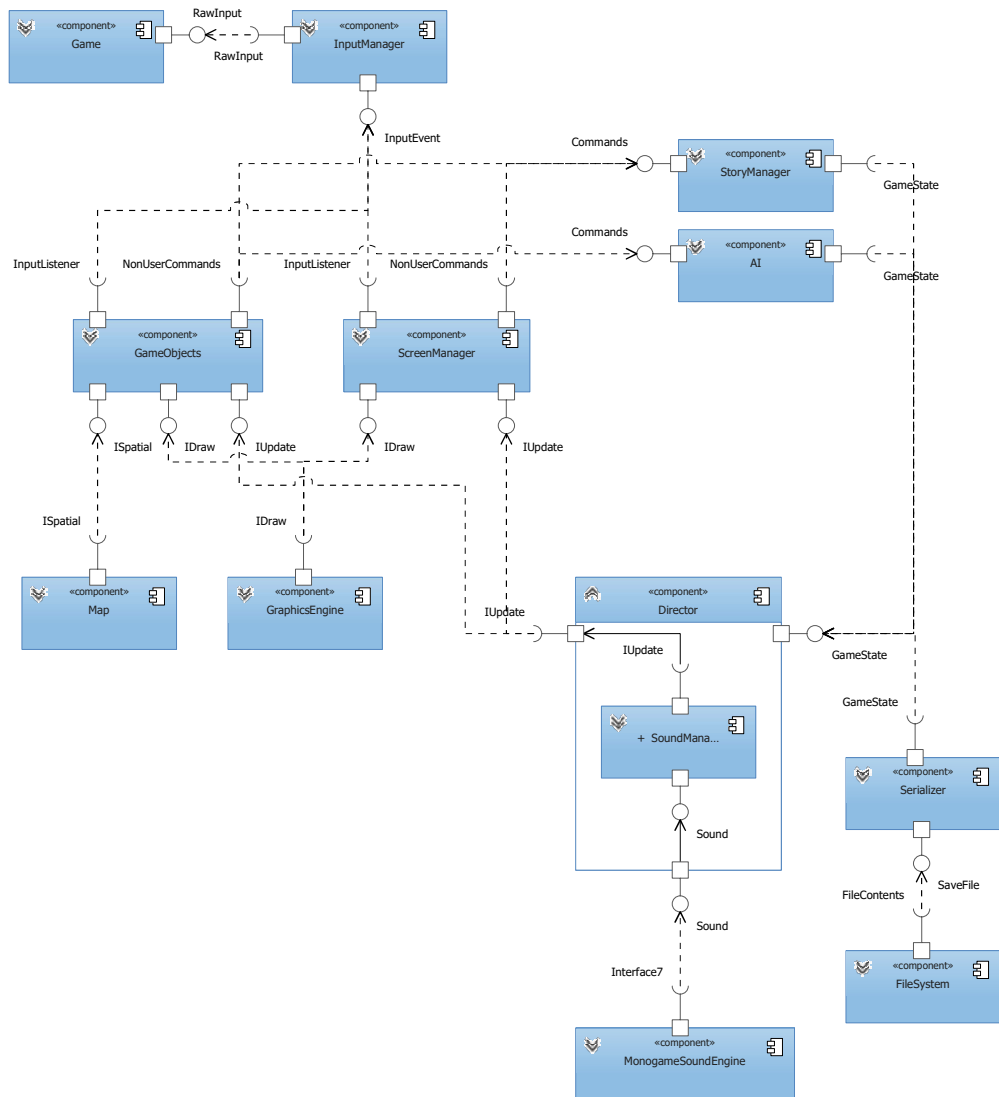 RawInput
«component»
Game
«component»
InputManager
RawInput
InputEvent
Commands
«component»
StoryManager
GameState
Commands
«component»
AI
GameState
InputListener
NonUserCommands
InputListener
NonUserCommands
«component»
GameObjects
«component»
ScreenManager
ISpatial
IDraw
IUpdate
IDraw
IUpdate
ISpatial
IDraw
«component»
Map
«component»
GraphicsEngine
«component»
Director
IUpdate
IUpdate
GameState
GameState
+ SoundMana...
«component»
Serializer
Sound
FileContents
SaveFile
Sound
Interface7
«component»
FileSystem
«component»
MonogameSoundEngine